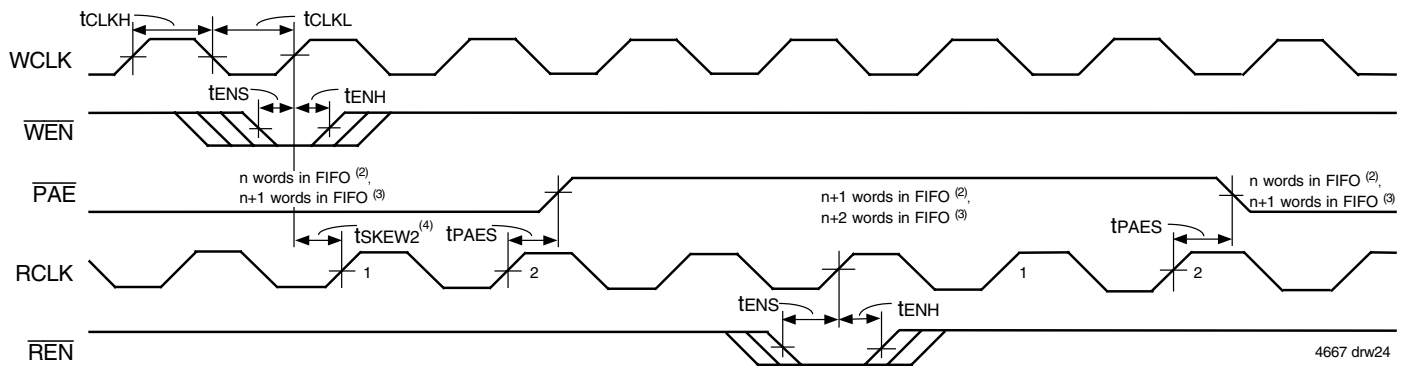 tCLKH
tCLKL
WCLK
tENS
tENH
WEN
n words in FIFO (2),
n+1 words in FIFO (3)
PAE
n+1 words in FIFO (2),
n+2 words in FIFO (3)
n words in FIFO (2),
n+1 words in FIFO (3)
tSKEW2(4)
tPAES
tPAES
RCLK
1
2
1
2
tENS
tENH
REN
4667 drw24